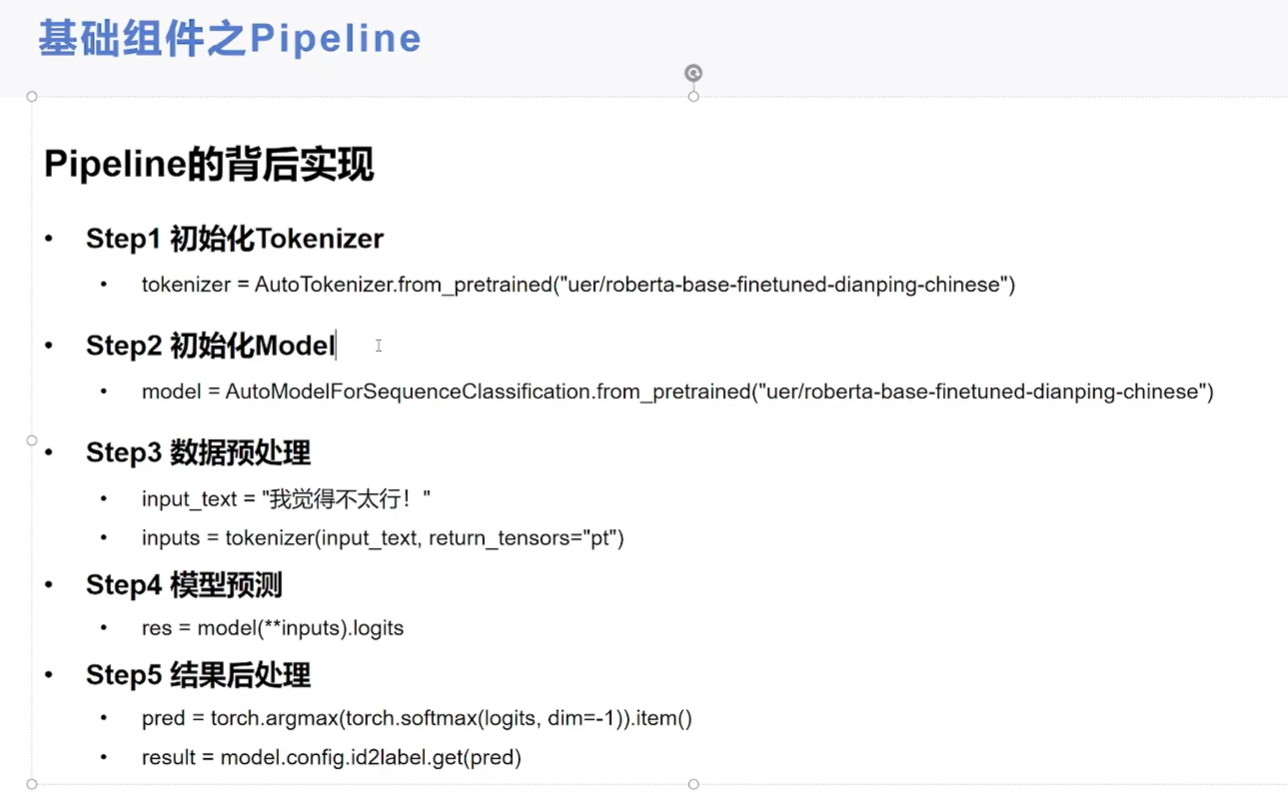 基础组件之Pipeline
Pipeline的背后实现
• Step1 初始化Tokenizer
• tokenizer = AutoTokenizer.from_pretrained("uer/roberta-base-finetuned-dianping-chinese")
• Step2 初始化Model
• model = AutoModelForSequenceClassification.from_pretrained("uer/roberta-base-finetuned-dianping-chinese")
• Step3 数据预处理
• input_text = "我觉得不太行！"
• inputs = tokenizer(input_text, return_tensors="pt")
• Step4 模型预测
• res = model(**inputs).logits
• Step5 结果后处理
• pred = torch.argmax(torch.softmax(logits, dim=-1)).item()
• result = model.config.id2label.get(pred)